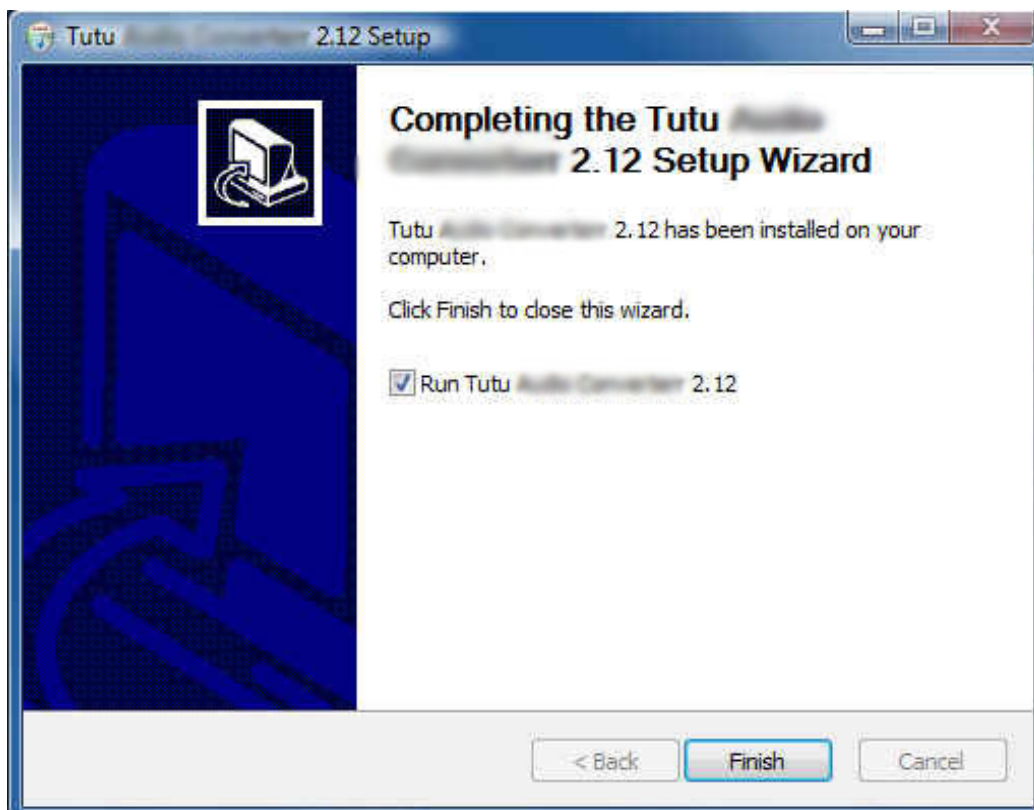 Tutu 2.12 Setup
Completing the Tutu
2.12 Setup Wizard
Tutu 2.12 has been installed on your
computer.
Click Finish to close this wizard.
Run Tutu 2.12
< Back Finish Cancel